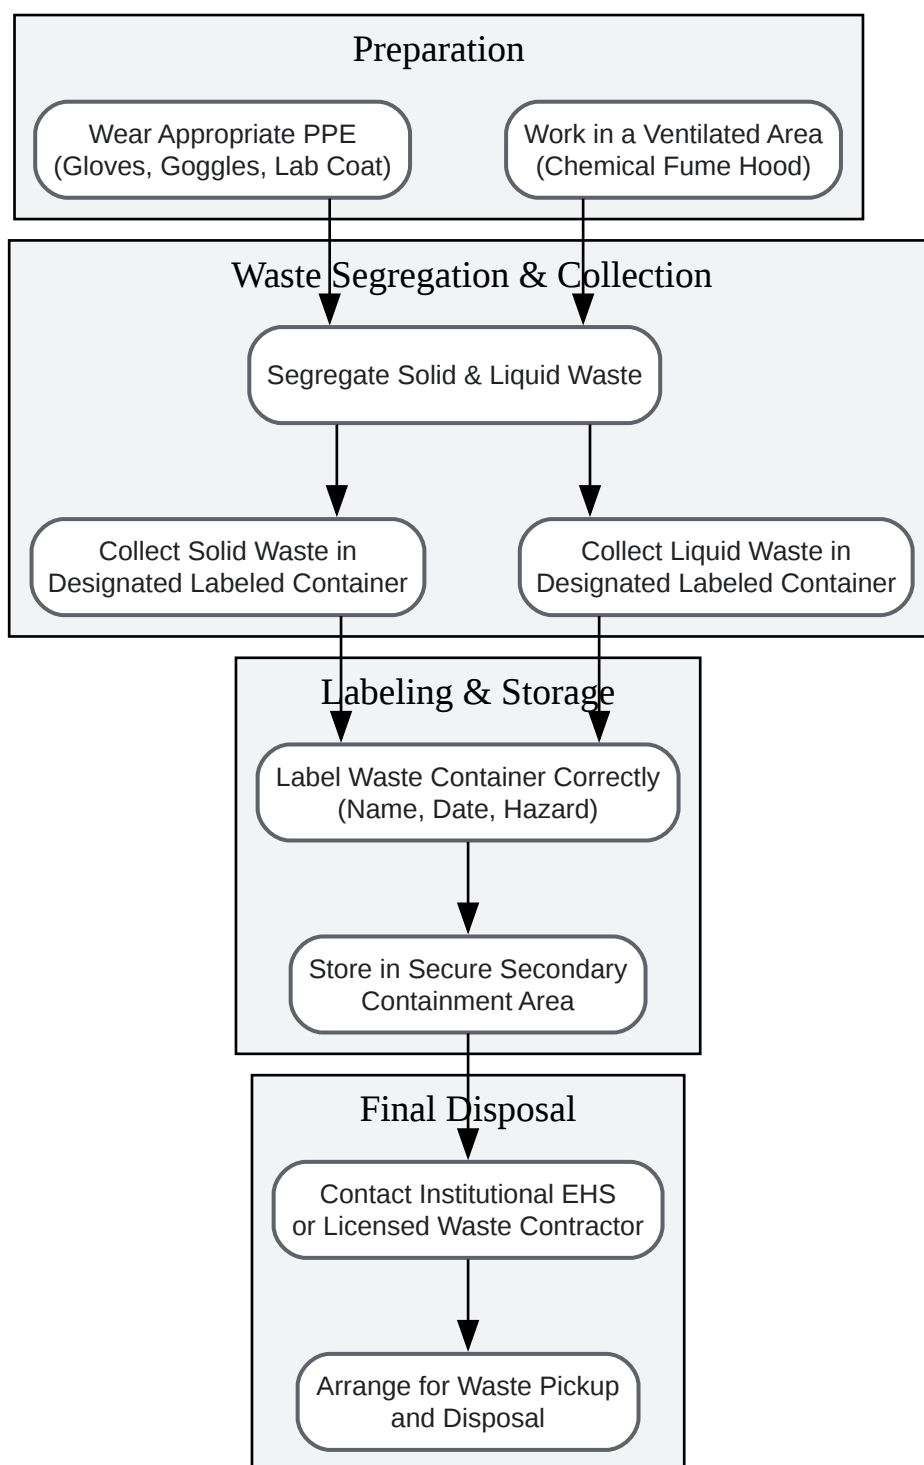 Preparation
Wear Appropriate PPE
(Gloves, Goggles, Lab Coat)
Work in a Ventilated Area
(Chemical Fume Hood)
Waste Segregation & Collection
Segregate Solid & Liquid Waste
Collect Solid Waste in
Designated Labeled Container
Collect Liquid Waste in
Designated Labeled Container
Labeling & Storage
Label Waste Container Correctly
(Name, Date, Hazard)
Store in Secure Secondary
Containment Area
Final Disposal
Contact Institutional EHS
or Licensed Waste Contractor
Arrange for Waste Pickup
and Disposal